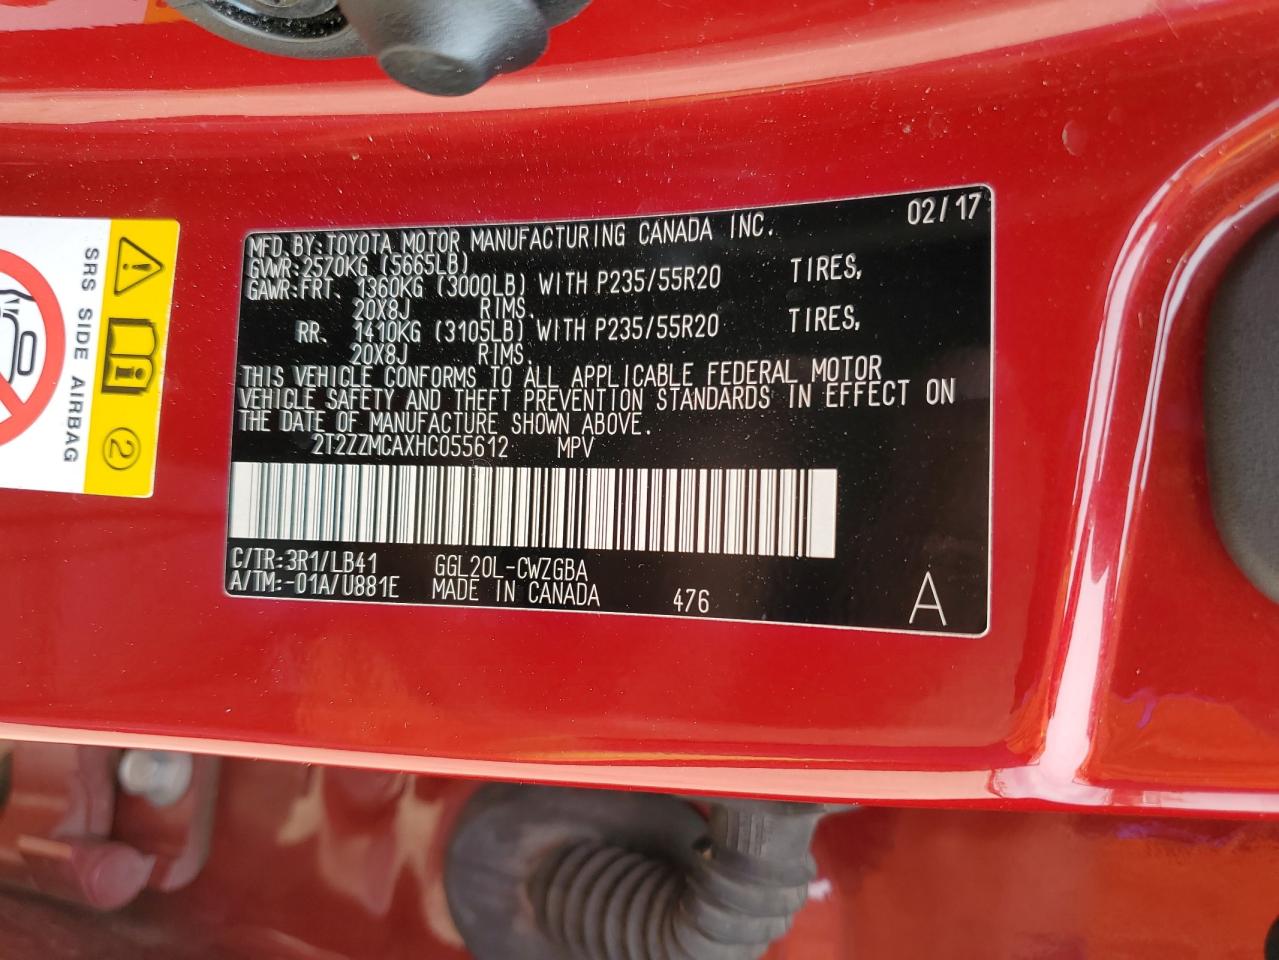 02/17
MFD. BY: TOYOTA MOTOR MANUFACTURING CANADA INC.
GVWR: 2570KG (5665LB)
GAWR: FRT. 1360KG (3000LB) WITH P235/55R20 TIRES,
20X8J RIMS.
RR. 1410KG (3105LB) WITH P235/55R20 TIRES,
20X8J RIMS.
THIS VEHICLE CONFORMS TO ALL APPLICABLE FEDERAL MOTOR
VEHICLE SAFETY AND THEFT PREVENTION STANDARDS IN EFFECT ON
THE DATE OF MANUFACTURE SHOWN ABOVE.
2T2ZZMCAXHC055612 MPV
C/TR: 3R1/LB41 GGL20L-CWZGBA
A/TM: -01A/U881E MADE IN CANADA 476
A
SRS SIDE AIRBAG
2